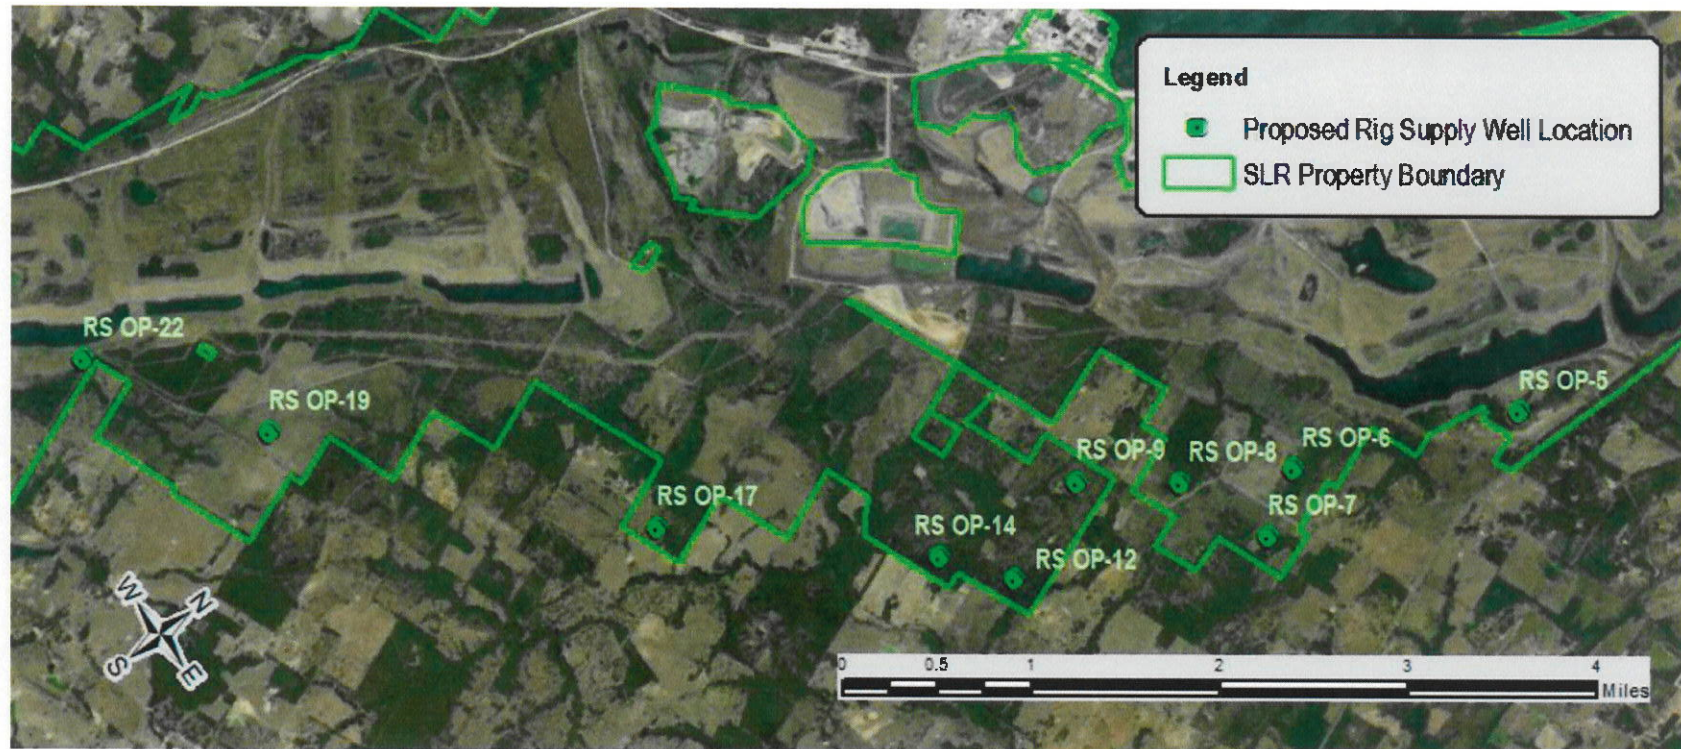 Legend
Proposed Rig Supply Well Location
SLR Property Boundary
RS OP-22
RS OP-19
RS OP-17
RS OP-14
RS OP-12
RS OP-9
RS OP-8
RS OP-6
RS OP-7
RS OP-5
W N
S E
0 0.5 1 2 3 4
Miles